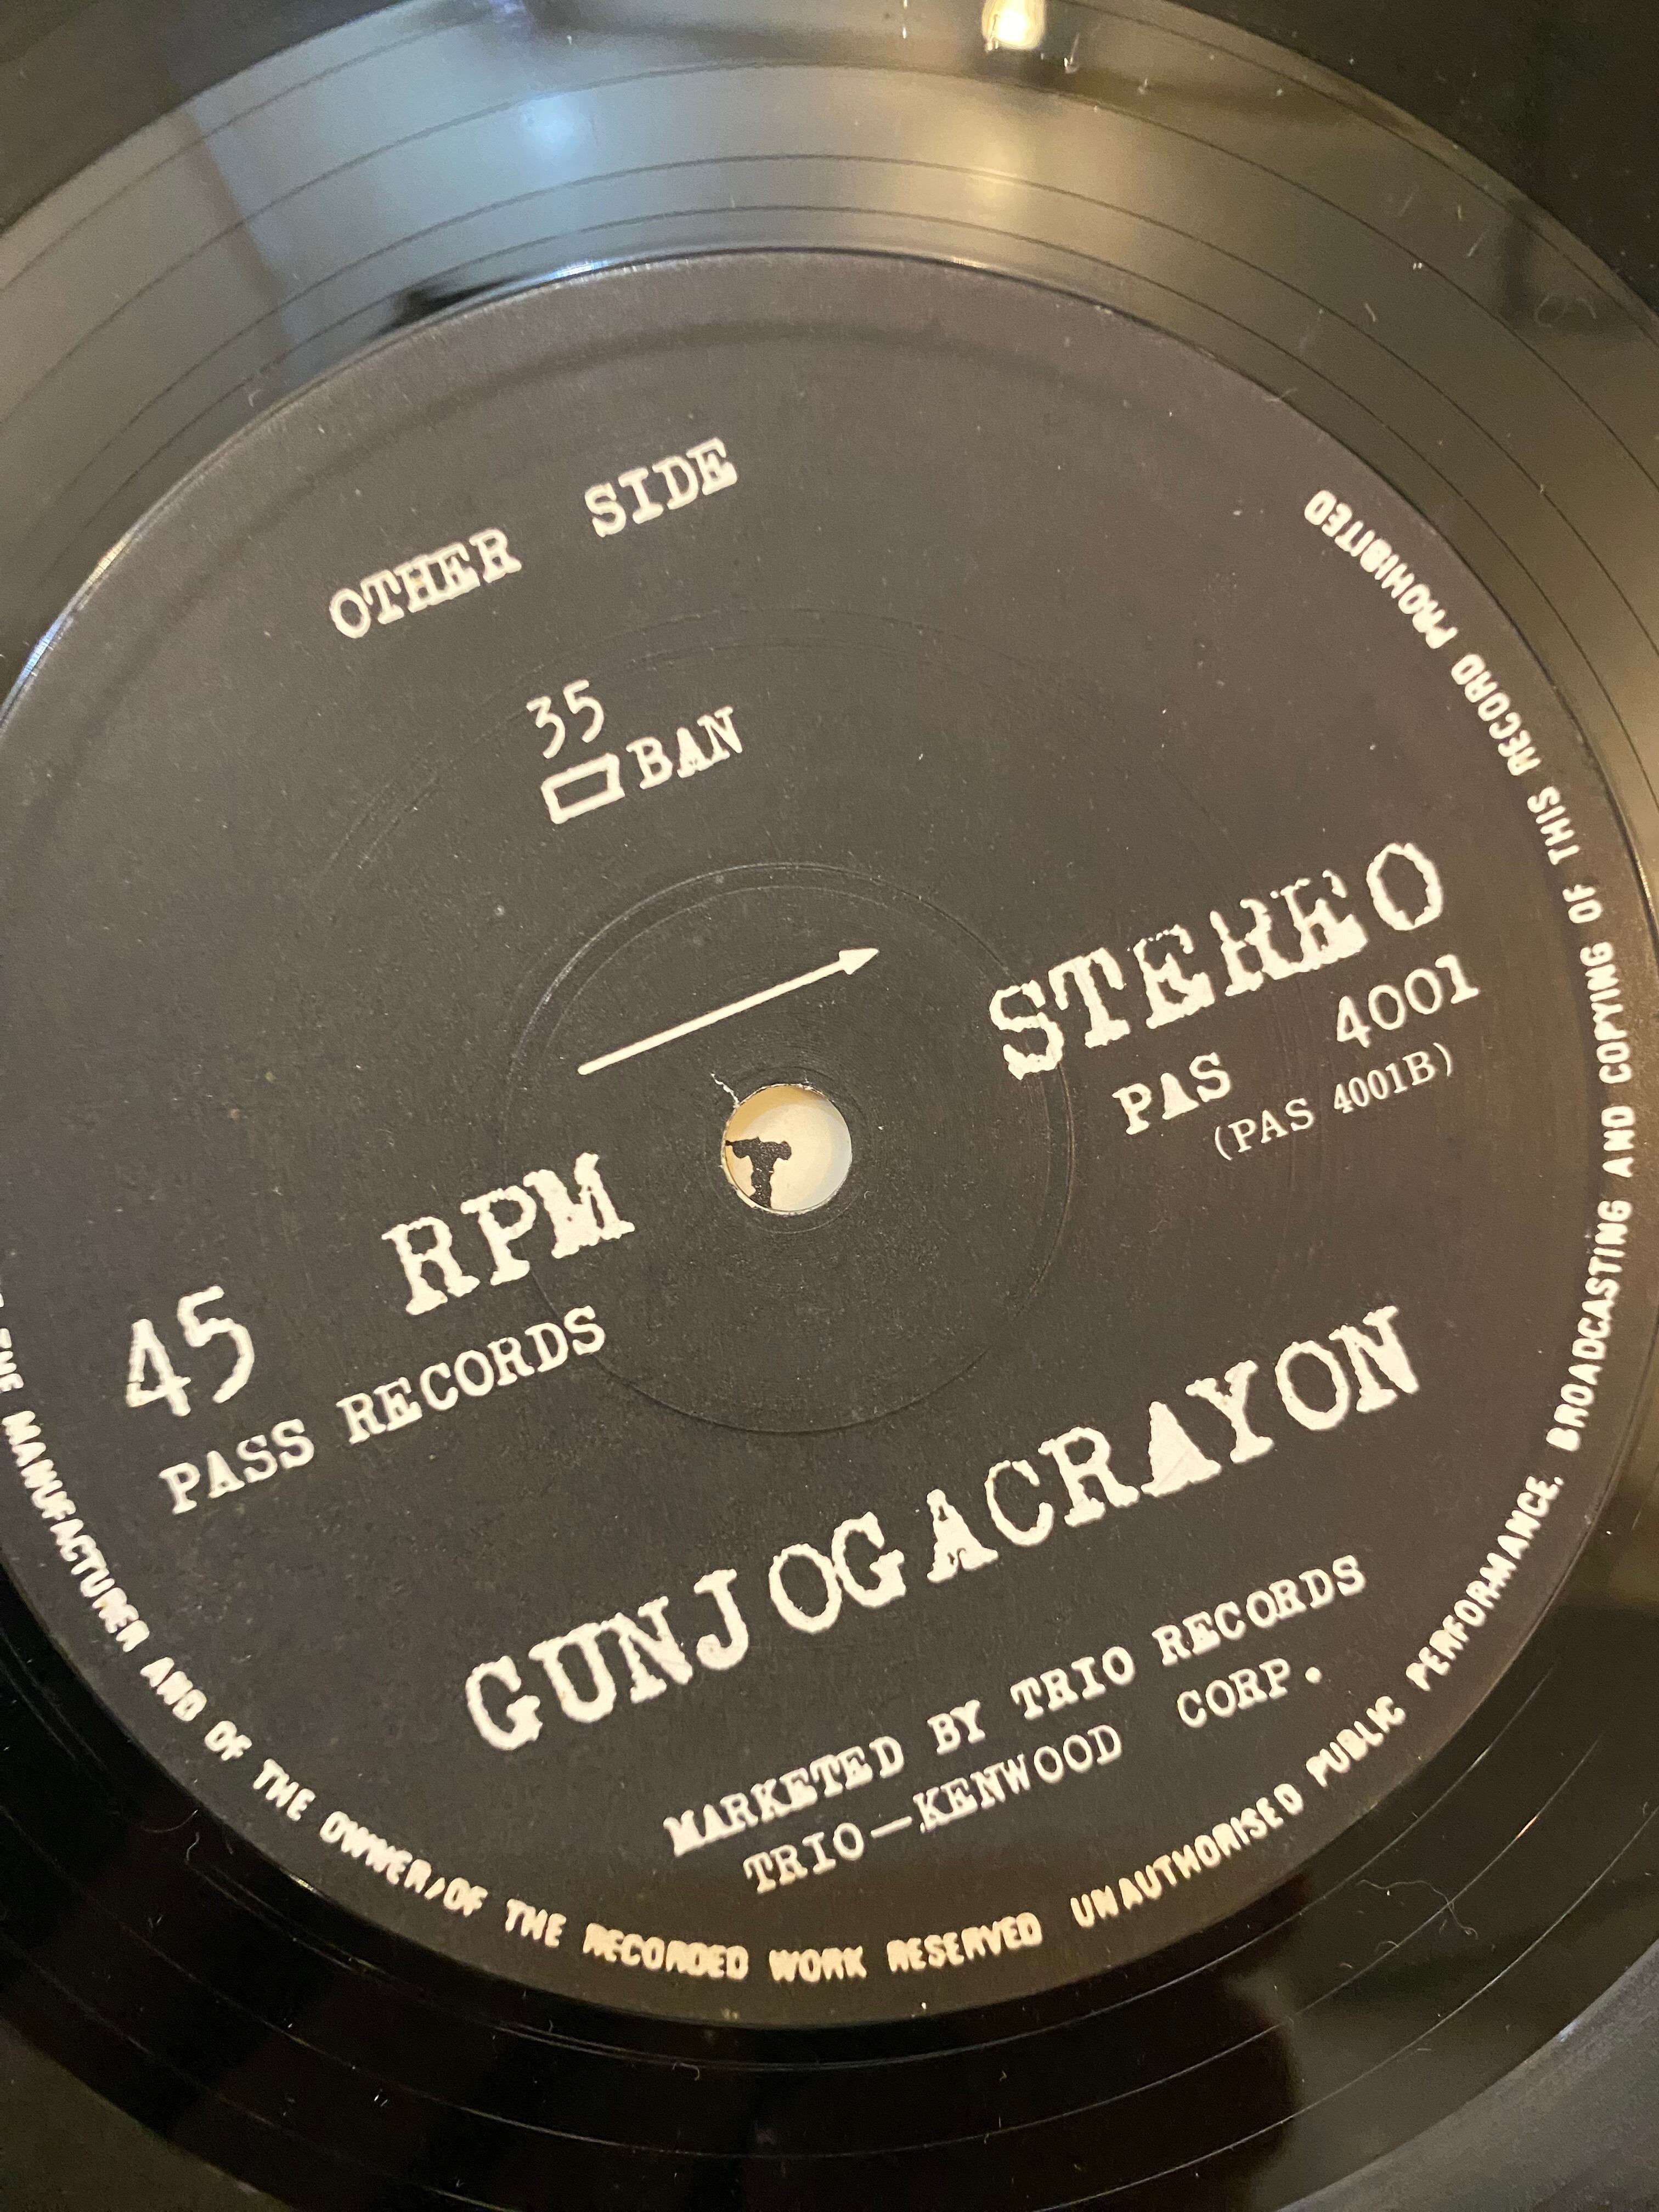 OTHER SIDE
35
▭BAN
STEREO
PAS 4001
(PAS 4001B)
45 RPM
PASS RECORDS
GUNJOGACRAYON
MARKETED BY TRIO RECORDS
TRIO—KENWOOD CORP.
THE MANUFACTURER AND OF THE OWNER, OF THE RECORDED WORK RESERVED UNAUTHORISED PUBLIC PERFORMANCE. BROADCASTING AND COPYING OF THIS RECORD PROHIBITED